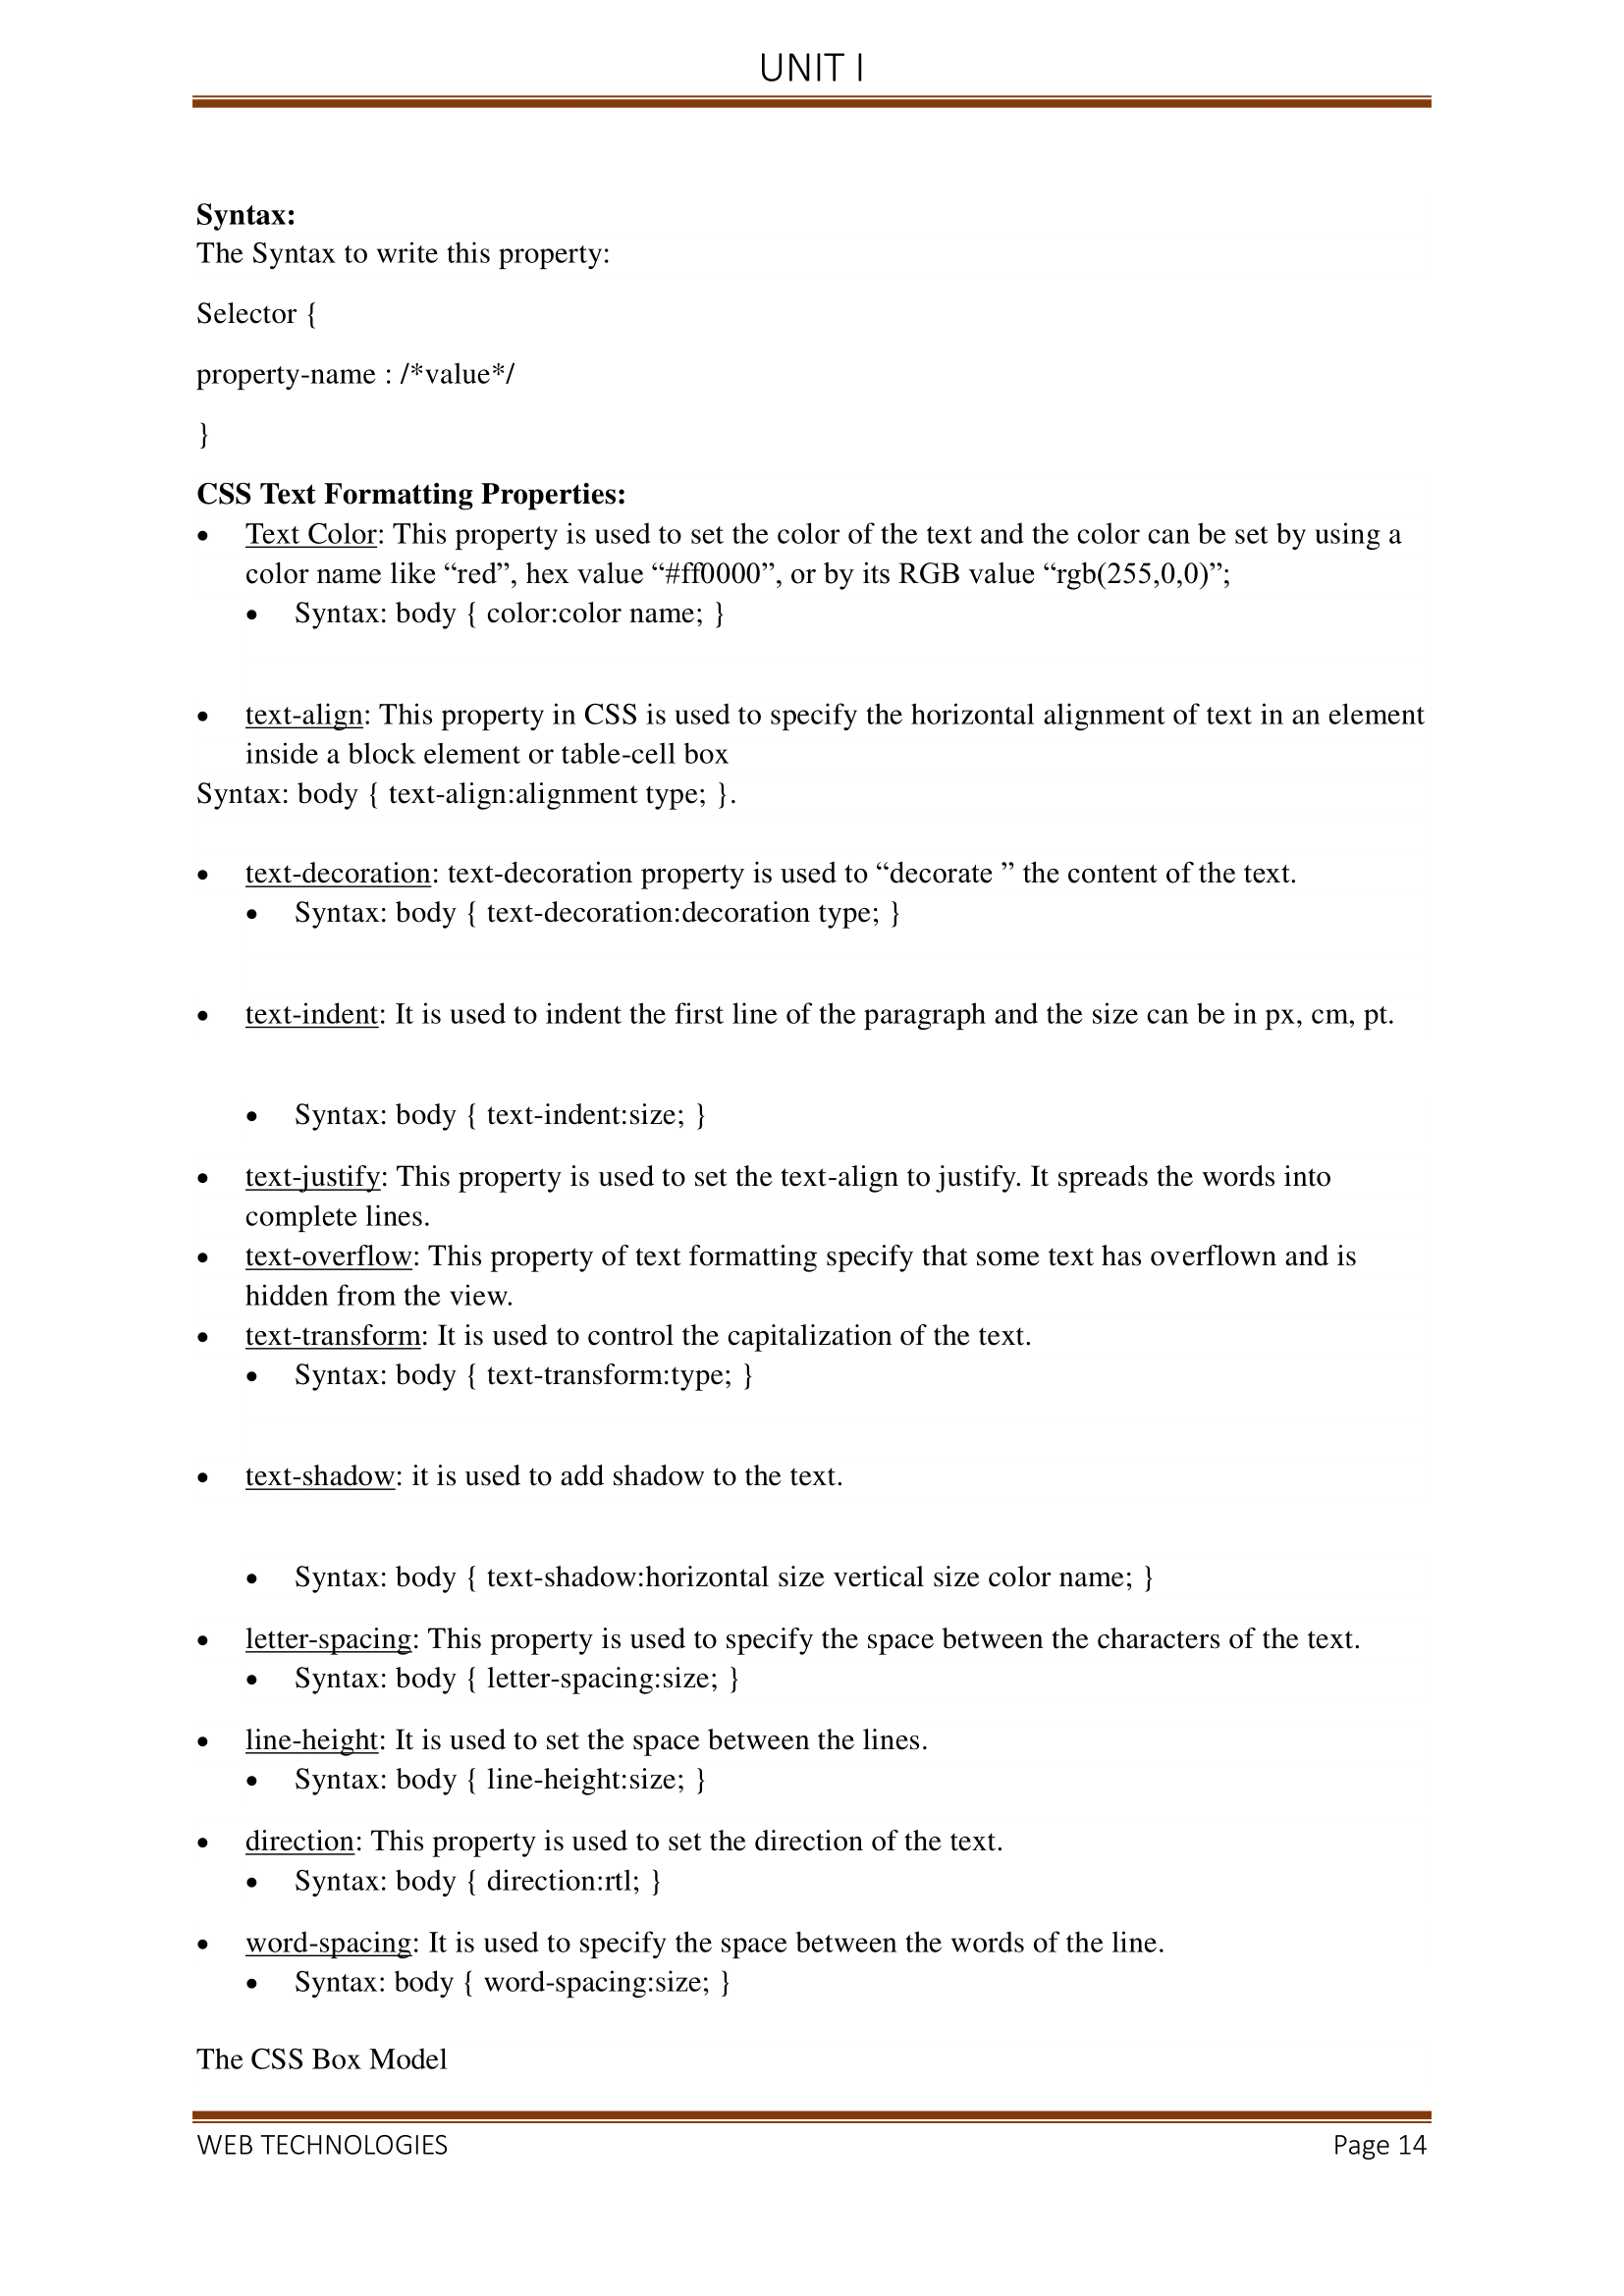 UNIT I
Syntax:
The Syntax to write this property:
Selector {
property-name : /*value*/
}
CSS Text Formatting Properties:
• Text Color: This property is used to set the color of the text and the color can be set by using a
color name like “red”, hex value “#ff0000”, or by its RGB value “rgb(255,0,0)”;
• Syntax: body { color:color name; }
• text-align: This property in CSS is used to specify the horizontal alignment of text in an element
inside a block element or table-cell box
Syntax: body { text-align:alignment type; }.
• text-decoration: text-decoration property is used to “decorate ” the content of the text.
• Syntax: body { text-decoration:decoration type; }
• text-indent: It is used to indent the first line of the paragraph and the size can be in px, cm, pt.
• Syntax: body { text-indent:size; }
• text-justify: This property is used to set the text-align to justify. It spreads the words into
complete lines.
• text-overflow: This property of text formatting specify that some text has overflown and is
hidden from the view.
• text-transform: It is used to control the capitalization of the text.
• Syntax: body { text-transform:type; }
• text-shadow: it is used to add shadow to the text.
• Syntax: body { text-shadow:horizontal size vertical size color name; }
• letter-spacing: This property is used to specify the space between the characters of the text.
• Syntax: body { letter-spacing:size; }
• line-height: It is used to set the space between the lines.
• Syntax: body { line-height:size; }
• direction: This property is used to set the direction of the text.
• Syntax: body { direction:rtl; }
• word-spacing: It is used to specify the space between the words of the line.
• Syntax: body { word-spacing:size; }
The CSS Box Model
WEB TECHNOLOGIES Page 14